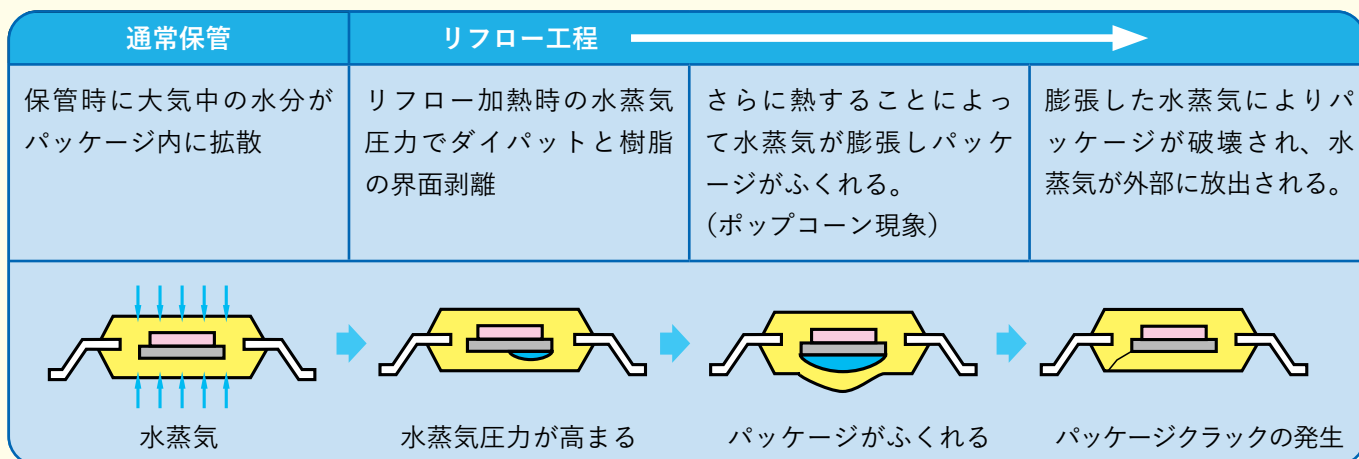 通常保管
リフロー工程
保管時に大気中の水分が
パッケージ内に拡散
リフロー加熱時の水蒸気
圧力でダイパットと樹脂
の界面剥離
さらに熱することによっ
て水蒸気が膨張しパッケ
ージがふくれる。
（ポップコーン現象）
膨張した水蒸気によりパ
ッケージが破壊され、水
蒸気が外部に放出される。
水蒸気
水蒸気圧力が高まる
パッケージがふくれる
パッケージクラックの発生